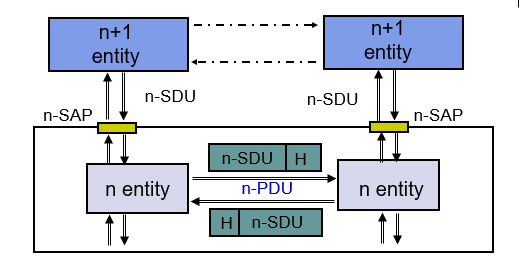 n+1
entity
n+1
entity
n-SDU
n-SDU
n-SAP
n-SAP
n-SDU H
n entity
n-PDU
n entity
H n-SDU